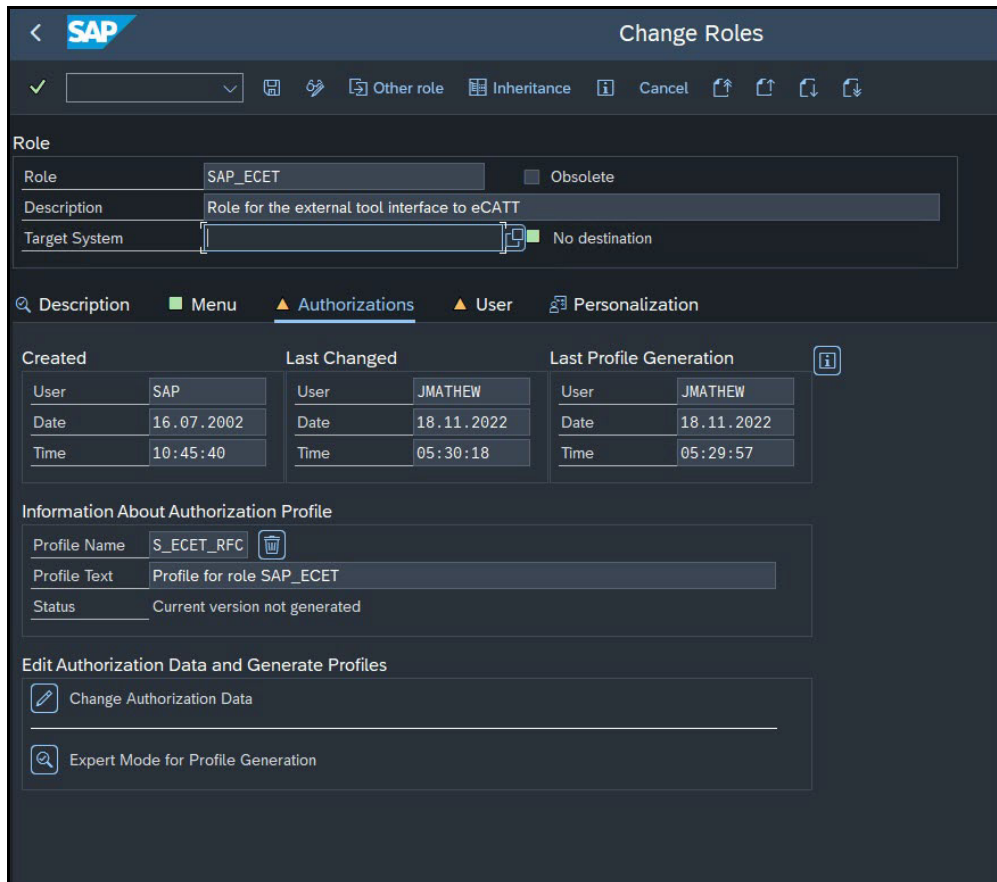 SAP Change Roles
Other role Inheritance Cancel
Role
Role SAP_ECET Obsolete
Description Role for the external tool interface to eCATT
Target System No destination
Description Menu Authorizations User Personalization
Created Last Changed Last Profile Generation
User SAP User JMATHEW User JMATHEW
Date 16.07.2002 Date 18.11.2022 Date 18.11.2022
Time 10:45:40 Time 05:30:18 Time 05:29:57
Information About Authorization Profile
Profile Name S_ECET_RFC
Profile Text Profile for role SAP_ECET
Status Current version not generated
Edit Authorization Data and Generate Profiles
Change Authorization Data
Expert Mode for Profile Generation